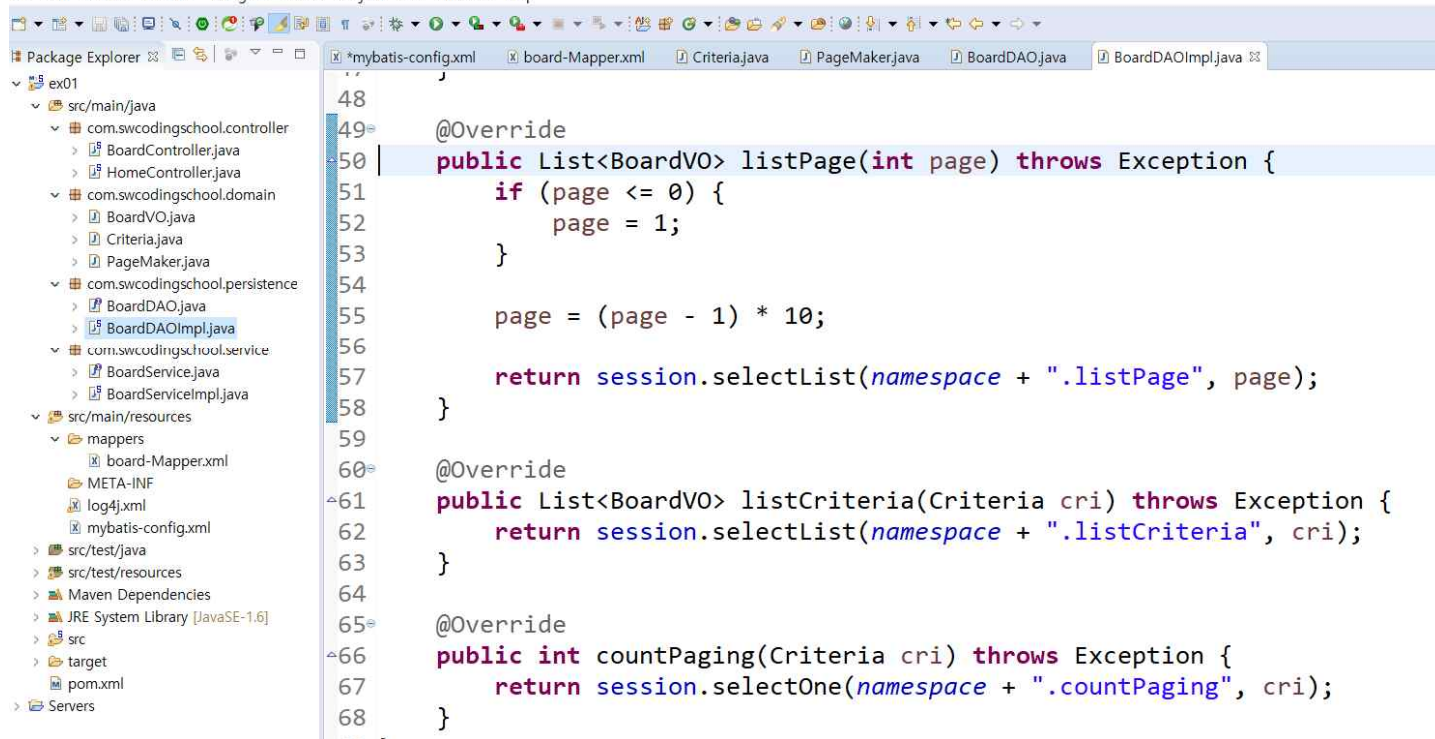 Package Explorer
ex01
src/main/java
com.swcodingschool.controller
BoardController.java
HomeController.java
com.swcodingschool.domain
BoardVO.java
Criteria.java
PageMaker.java
com.swcodingschool.persistence
BoardDAO.java
BoardDAOImpl.java
com.swcodingschool.service
BoardService.java
BoardServiceImpl.java
src/main/resources
mappers
board-Mapper.xml
META-INF
log4j.xml
mybatis-config.xml
src/test/java
src/test/resources
Maven Dependencies
JRE System Library [JavaSE-1.6]
src
target
pom.xml
Servers
*mybatis-config.xml board-Mapper.xml Criteria.java PageMaker.java BoardDAO.java BoardDAOImpl.java
}
48
49 @Override
50 public List<BoardVO> listPage(int page) throws Exception {
51 if (page <= 0) {
52 page = 1;
53 }
54
55 page = (page - 1) * 10;
56
57 return session.selectList(namespace + ".listPage", page);
58 }
59
60 @Override
61 public List<BoardVO> listCriteria(Criteria cri) throws Exception {
62 return session.selectList(namespace + ".listCriteria", cri);
63 }
64
65 @Override
66 public int countPaging(Criteria cri) throws Exception {
67 return session.selectOne(namespace + ".countPaging", cri);
68 }